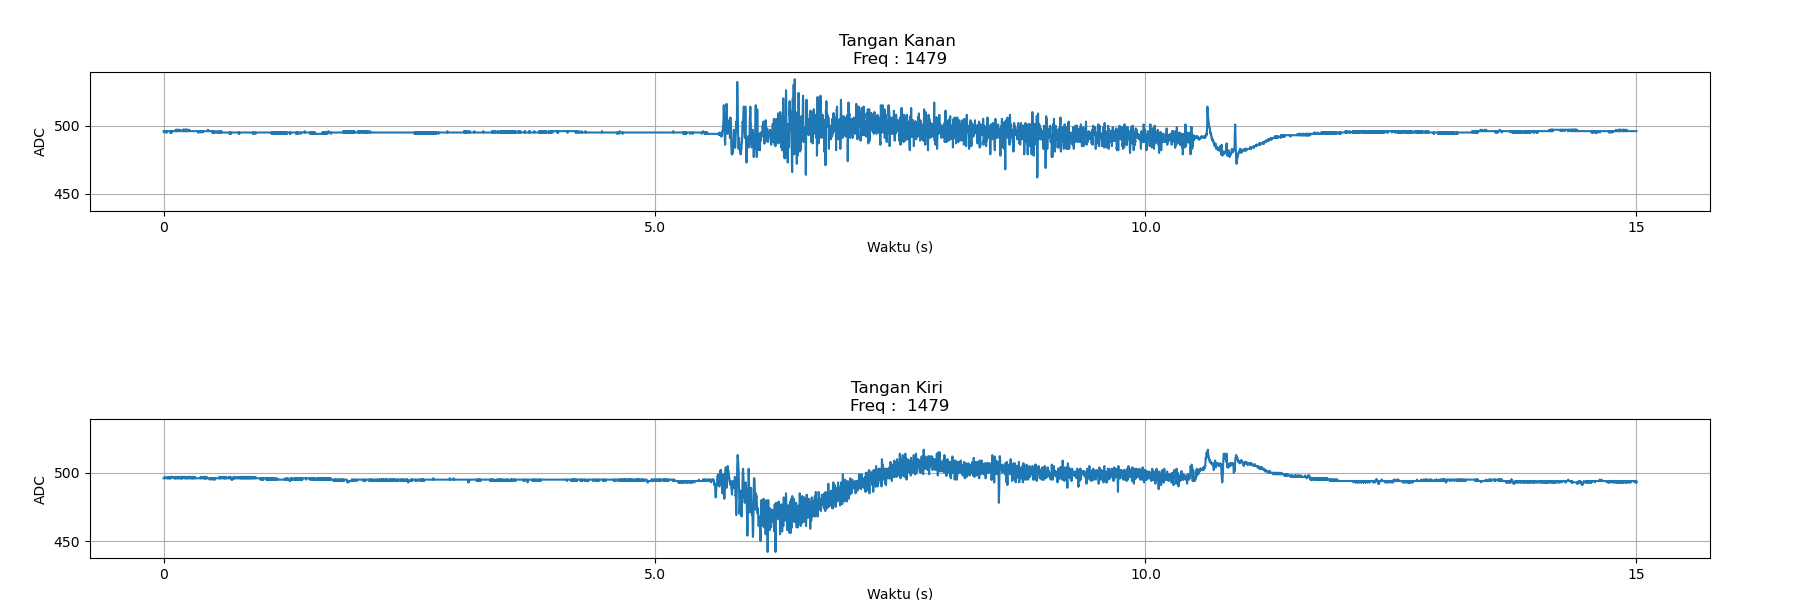 Tangan Kanan
Freq : 1479
ADC
500
450
0 5.0 10.0 15
Waktu (s)
Tangan Kiri
Freq :  1479
ADC
500
450
0 5.0 10.0 15
Waktu (s)